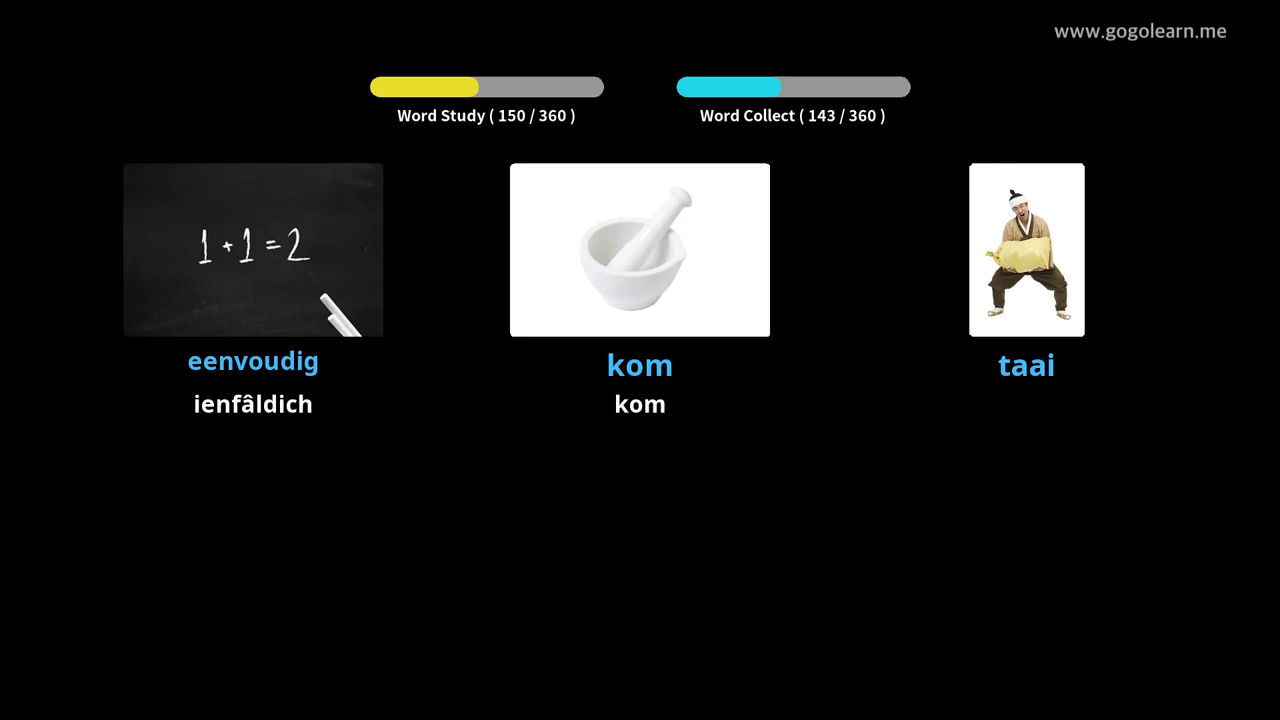 www.gogolearn.me
Word Study ( 150 / 360 )
Word Collect ( 143 / 360 )
1 + 1 = 2
eenvoudig
kom
taai
ienfâldich
kom